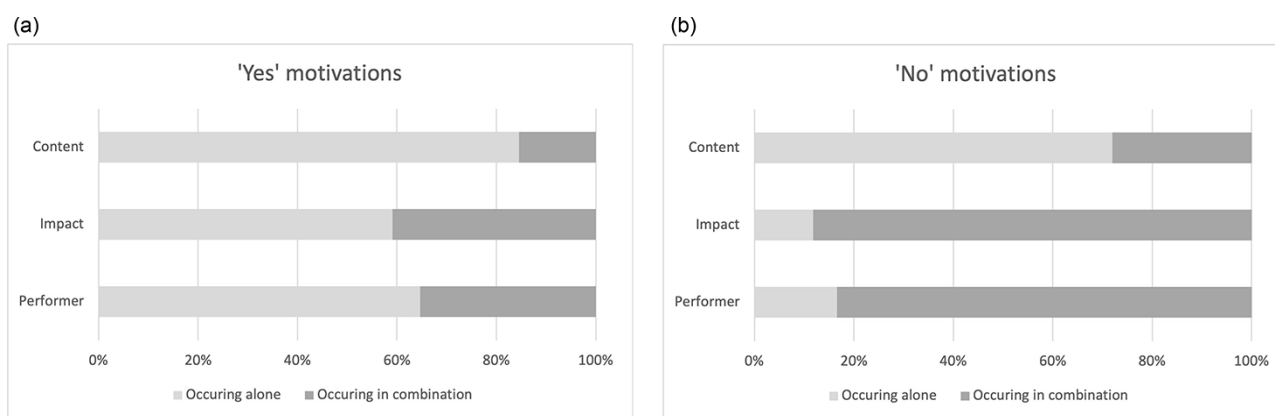 (a)
'Yes' motivations
Content
Impact
Performer
0% 20% 40% 60% 80% 100%
Occuring alone Occuring in combination
(b)
'No' motivations
Content
Impact
Performer
0% 20% 40% 60% 80% 100%
Occuring alone Occuring in combination